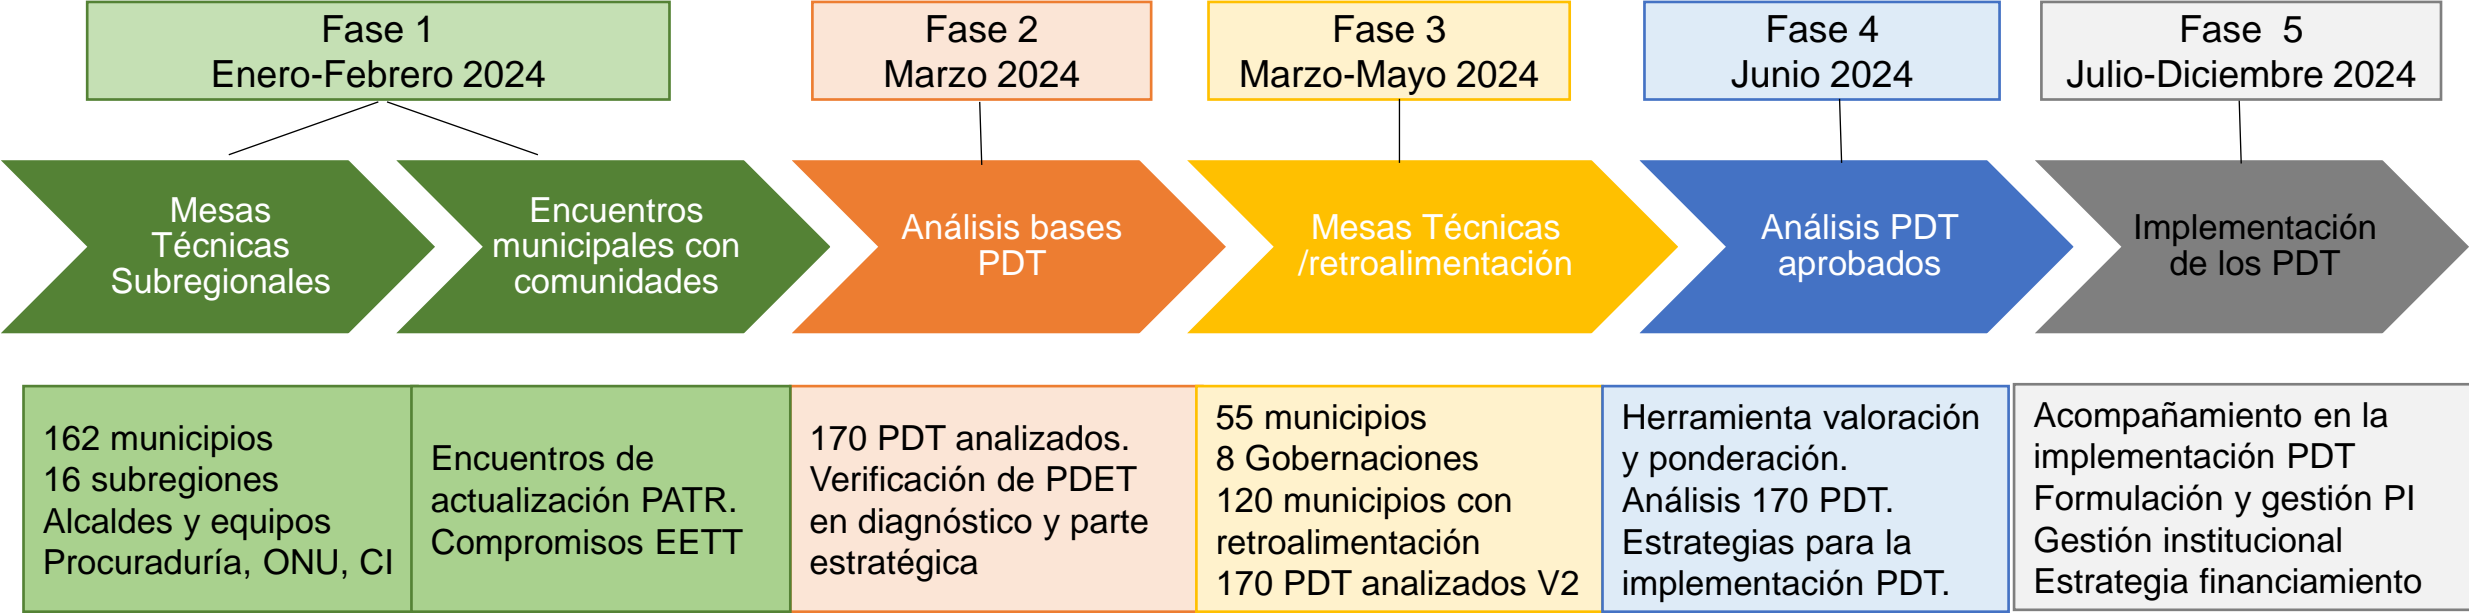 Fase 1
Enero-Febrero 2024
Fase 2
Marzo 2024
Fase 3
Marzo-Mayo 2024
Fase 4
Junio 2024
Fase 5
Julio-Diciembre 2024
Mesas
Técnicas
Subregionales
Encuentros
municipales con
comunidades
Análisis bases
PDT
Mesas Técnicas
/retroalimentación
Análisis PDT
aprobados
Implementación
de los PDT
162 municipios
16 subregiones
Alcaldes y equipos
Procuraduría, ONU, CI
Encuentros de
actualización PATR.
Compromisos EETT
170 PDT analizados.
Verificación de PDET
en diagnóstico y parte
estratégica
55 municipios
8 Gobernaciones
120 municipios con
retroalimentación
170 PDT analizados V2
Herramienta valoración
y ponderación.
Análisis 170 PDT.
Estrategias para la
implementación PDT.
Acompañamiento en la
implementación PDT
Formulación y gestión PI
Gestión institucional
Estrategia financiamiento